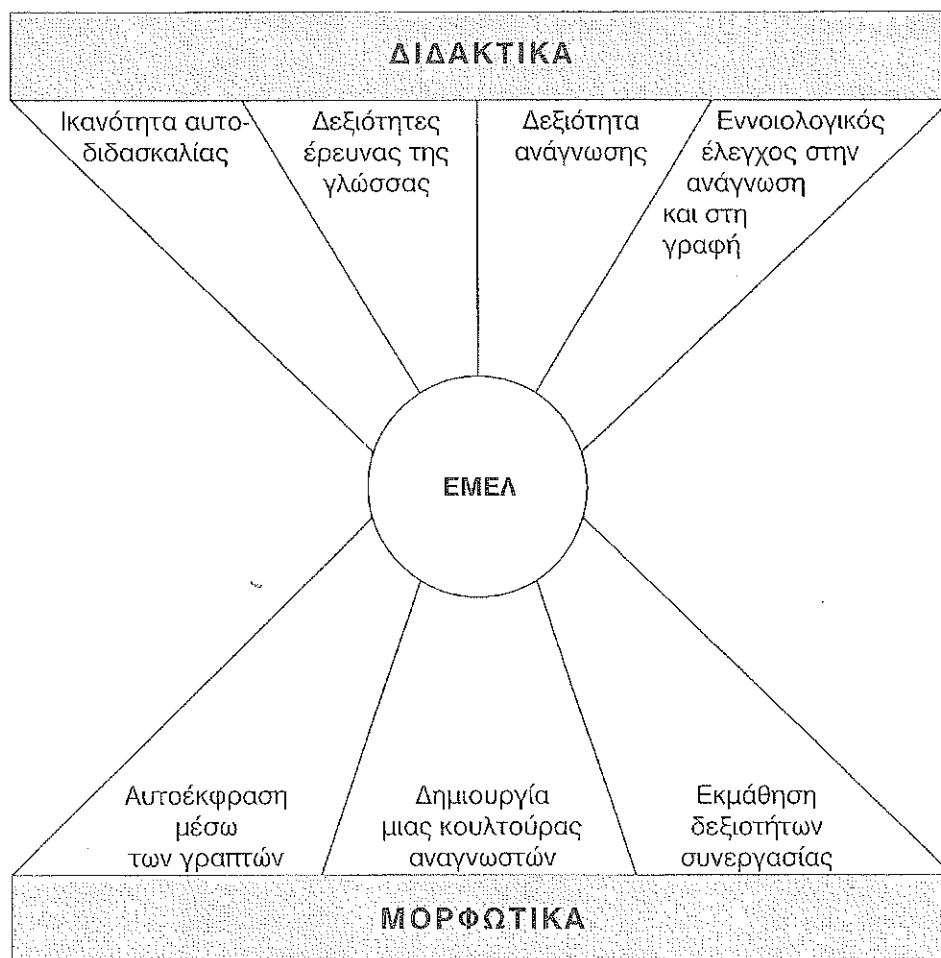 ΔΙΔΑΚΤΙΚΑ
Ικανότητα αυτο-
διδασκαλίας
Δεξιότητες
έρευνας της
γλώσσας
Δεξιότητα
ανάγνωσης
Εννοιολογικός
έλεγχος στην
ανάγνωση
και στη
γραφή
ΕΜΕΛ
Αυτοέκφραση
μέσω
των γραπτών
Δημιουργία
μιας κουλτούρας
αναγνωστών
Εκμάθηση
δεξιοτήτων
συνεργασίας
ΜΟΡΦΩΤΙΚΑ